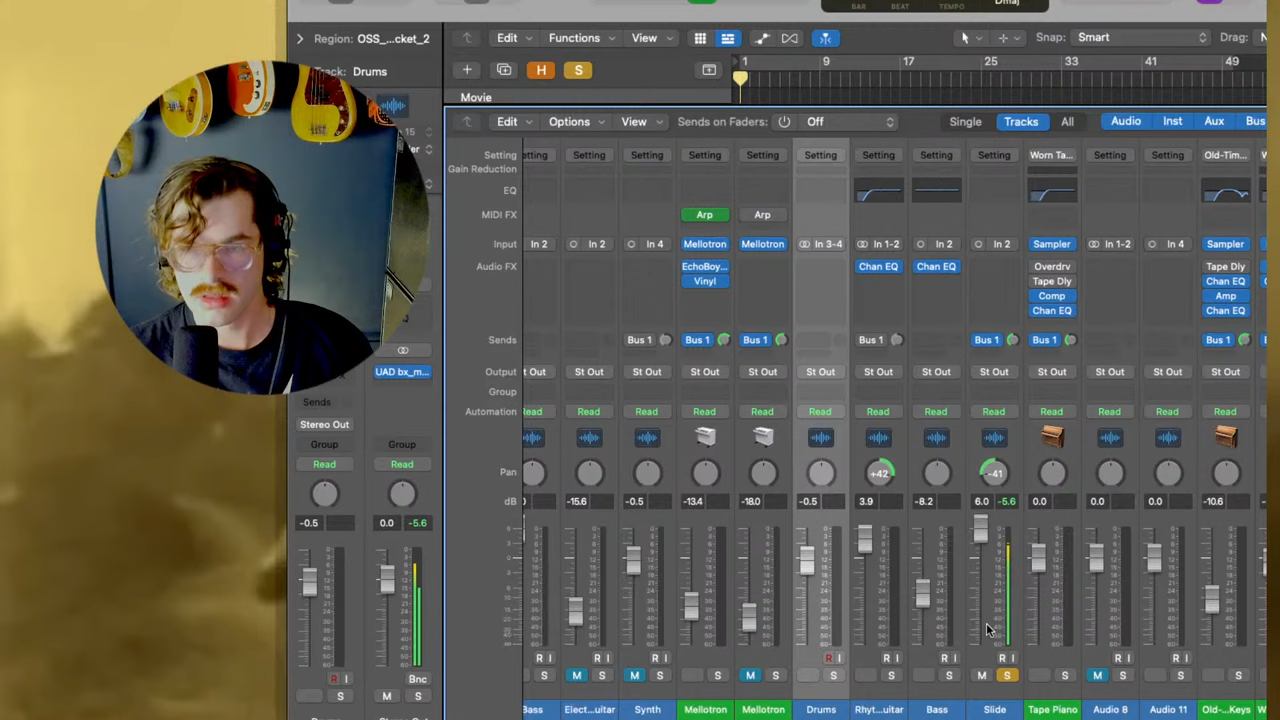 BAR BEAT TEMPO Dmaj
Region: OSS_...cket_2
Edit Functions View Snap: Smart Drag:
Track: Drums
H S
1 9 17 25 33 41 49
Movie
Edit Options View Sends on Faders: Off Single Tracks All Audio Inst Aux Bus
Setting Setting Setting Setting Setting Setting Setting Setting Setting Worn Ta... Setting Setting Old-Tim...
Gain Reduction
EQ
MIDI FX Arp Arp
Input In 2 In 2 In 4 Mellotron Mellotron In 3-4 In 1-2 In 2 In 2 Sampler In 1-2 In 4 Sampler
Audio FX EchoBoy... Chan EQ Chan EQ Overdrv Tape Dly
Vinyl Tape Dly Chan EQ
Comp Amp
Chan EQ Chan EQ
Sends Bus 1 Bus 1 Bus 1 Bus 1 Bus 1 Bus 1 Bus 1
UAD bx_m...
Output St Out St Out St Out St Out St Out St Out St Out St Out St Out St Out St Out St Out St Out
Group
Sends
Automation Read Read Read Read Read Read Read Read Read Read Read Read Read
Stereo Out
Group Group
Read Read
Pan +42 -41
dB -15.6 -0.5 -13.4 -18.0 -0.5 3.9 -8.2 6.0 -5.6 0.0 0.0 0.0 -10.6
-0.5 0.0 -5.6
R I R I R I R I R I R I R I R I R I
R I Bnc
S M S M S S M S S S S M S S M S S S
S M S
Bass Elect...uitar Synth Mellotron Mellotron Drums Rhyt...uitar Bass Slide Tape Piano Audio 8 Audio 11 Old-...Keys